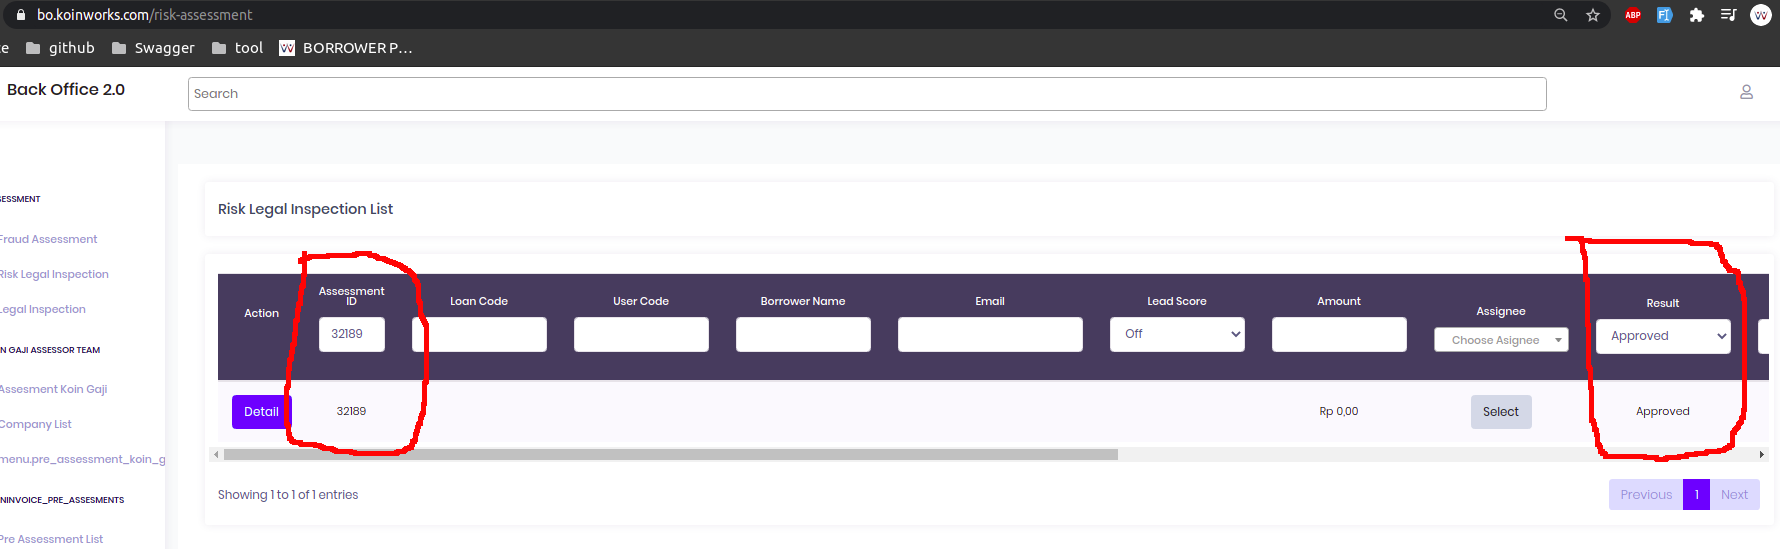 bo.koinworks.com/risk-assessment
ABP
github Swagger tool BORROWER P...
Back Office 2.0 Search
SESSMENT
Fraud Assessment
Risk Legal Inspection
Legal Inspection
N GAJI ASSESSOR TEAM
Assesment Koin Gaji
Company List
menu.pre_assessment_koin_g
NINVOICE_PRE_ASSESMENTS
Pre Assessment List
Risk Legal Inspection List
Action Assessment ID Loan Code User Code Borrower Name Email Lead Score Amount Assignee Result
32189 Off Choose Asignee Approved
Detail 32189 Rp 0,00 Select Approved
Showing 1 to 1 of 1 entries
Previous 1 Next